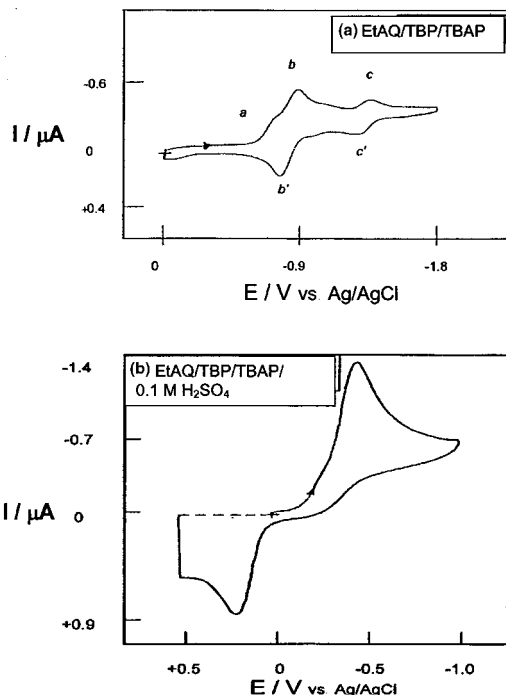 (a) EtAQ/TBP/TBAP
-0.6
b
c
a
I / μA
0
c'
b'
+0.4
0
-0.9
-1.8
E / V vs. Ag/AgCl
(b) EtAQ/TBP/TBAP/
0.1 M H₂SO₄
-1.4
-0.7
I / μA
0
+0.9
+0.5
0
-0.5
-1.0
E / V vs. Ag/AgCl